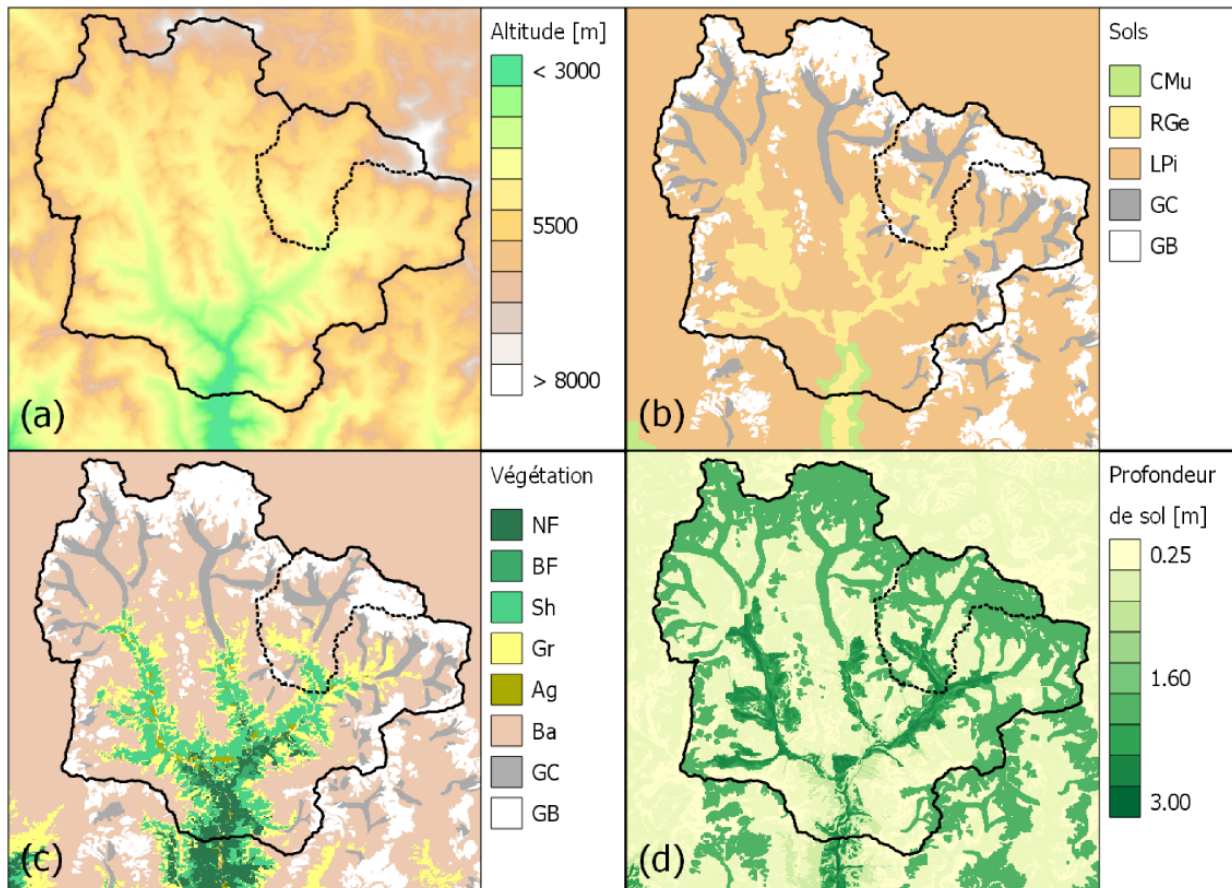 Altitude [m]
< 3000
5500
> 8000
(a)
Sols
CMu
RGe
LPi
GC
GB
(b)
Végétation
NF
BF
Sh
Gr
Ag
Ba
GC
GB
(c)
Profondeur
de sol [m]
0.25
1.60
3.00
(d)